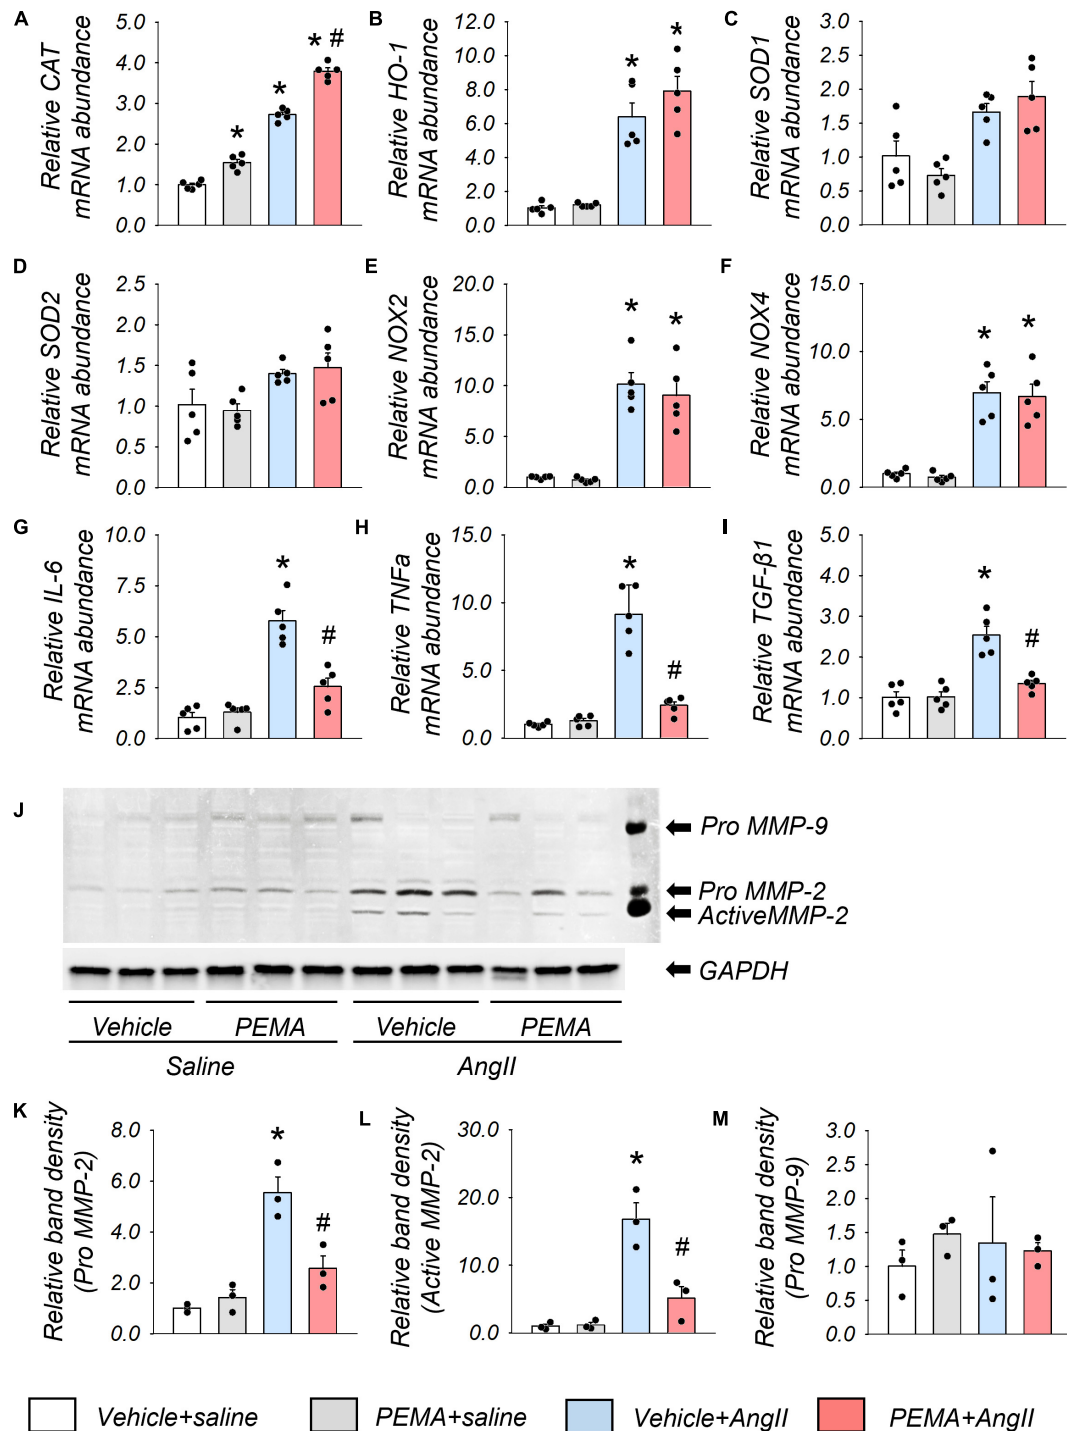 A
Relative CAT
mRNA abundance
5.0
4.0
3.0
2.0
1.0
0.0
*
*
* #
B
Relative HO-1
mRNA abundance
12.0
10.0
8.0
6.0
4.0
2.0
0.0
*
*
C
Relative SOD1
mRNA abundance
3.0
2.5
2.0
1.5
1.0
0.5
0.0
D
Relative SOD2
mRNA abundance
2.5
2.0
1.5
1.0
0.5
0.0
E
Relative NOX2
mRNA abundance
20.0
15.0
10.0
5.0
0.0
*
*
F
Relative NOX4
mRNA abundance
15.0
10.0
5.0
0.0
*
*
G
Relative IL-6
mRNA abundance
10.0
7.5
5.0
2.5
0.0
*
#
H
Relative TNFa
mRNA abundance
15.0
10.0
5.0
0.0
*
#
I
Relative TGF-β1
mRNA abundance
5.0
4.0
3.0
2.0
1.0
0.0
*
#
J
Pro MMP-9
Pro MMP-2
ActiveMMP-2
GAPDH
Vehicle PEMA Vehicle PEMA
Saline AngII
K
Relative band density
(Pro MMP-2)
8.0
6.0
4.0
2.0
0.0
*
#
L
Relative band density
(Active MMP-2)
30.0
20.0
10.0
0.0
*
#
M
Relative band density
(Pro MMP-9)
3.0
2.5
2.0
1.5
1.0
0.5
0.0
Vehicle+saline PEMA+saline Vehicle+AngII PEMA+AngII